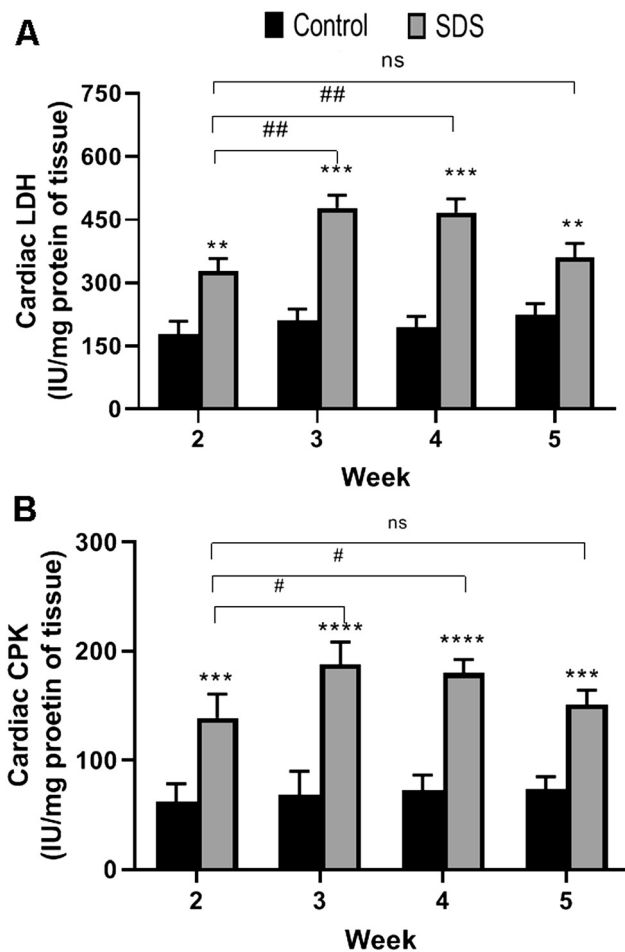 A
Control SDS
ns
##
##
*** ***
** **
750
600
450
300
150
0
Cardiac LDH
(IU/mg protein of tissue)
2 3 4 5
Week
B
ns
#
#
**** ****
*** ***
300
200
100
0
Cardiac CPK
(IU/mg proetin of tissue)
2 3 4 5
Week